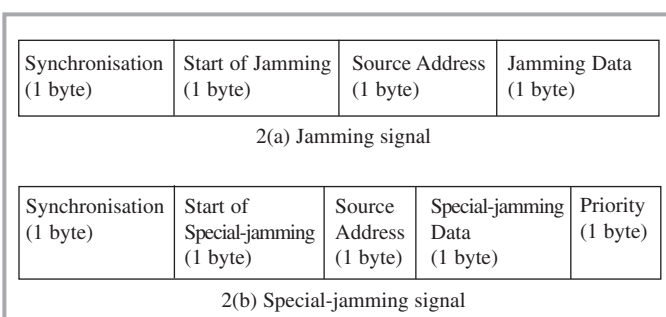 Synchronisation
(1 byte)
Start of Jamming
(1 byte)
Source Address
(1 byte)
Jamming Data
(1 byte)
2(a) Jamming signal
Synchronisation
(1 byte)
Start of
Special-jamming
(1 byte)
Source
Address
(1 byte)
Special-jamming
Data
(1 byte)
Priority
(1 byte)
2(b) Special-jamming signal